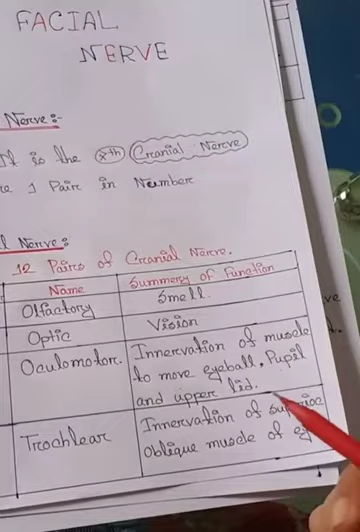 FACIAL
NERVE
Nerve :-
It is the xth Cranial Nerve
re 1 Pair in Number
l Nerve :
12 Pairs of Cranial Nerve.
Name Summery of Function
Olfactory Smell.
Optic Vision
Oculomotor. Innervation of muscle
to move eyeball, Pupil
and upper lid.
Trochlear Innervation of
oblique muscle of
ve